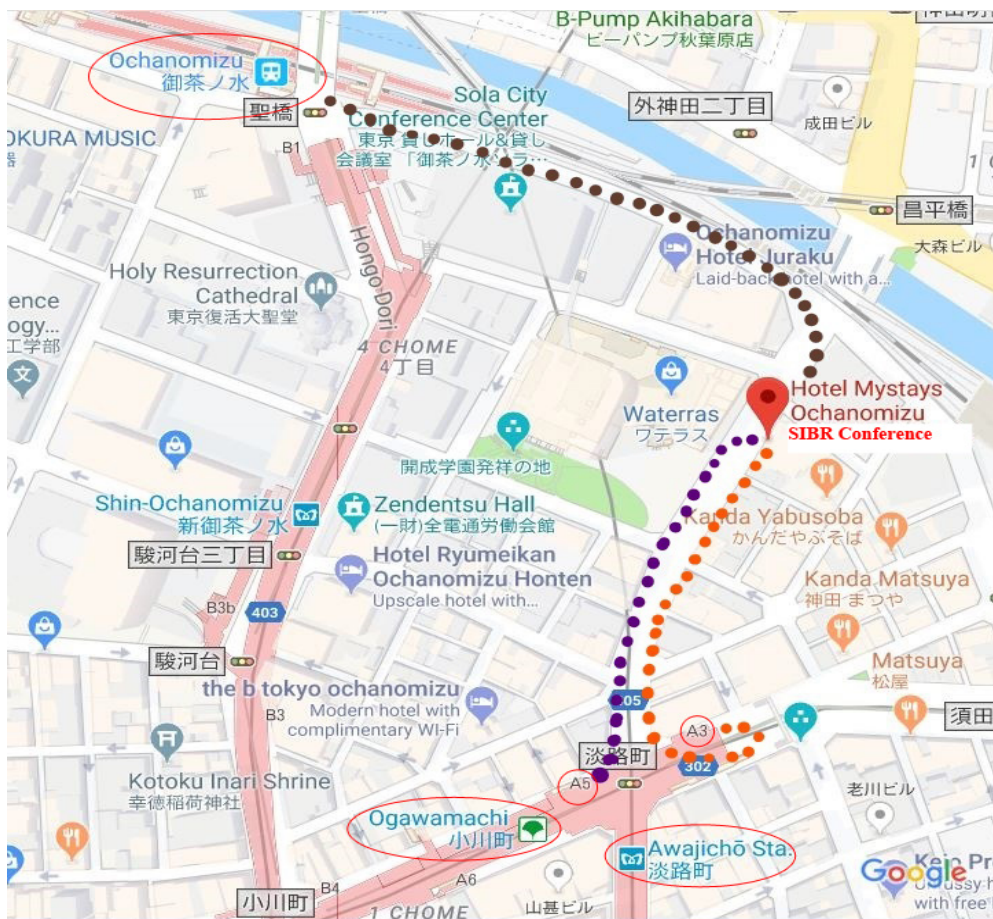 B-Pump Akihabara
ビーパンプ秋葉原店
Ochanomizu
御茶ノ水
聖橋
OKURA MUSIC
器
B1
Sola City
Conference Center
東京 貸しホール&貸し
会議室 「御茶ノ水ソラ…
外神田二丁目
成田ビル
昌平橋
大森ビル
Ochanomizu
Hotel Juraku
Laid-back hotel with a...
Hongo Dori
Holy Resurrection
Cathedral
東京復活大聖堂
ence
ogy...
工学部
文
4 CHOME
4丁目
Waterras
ワテラス
Hotel Mystays
Ochanomizu
SIBR Conference
開成学園発祥の地
Shin-Ochanomizu
新御茶ノ水
Zendentsu Hall
(一財)全電通労働会館
Kanda Yabusoba
かんだやぶそば
駿河台三丁目
Hotel Ryumeikan
Ochanomizu Honten
Upscale hotel with...
Kanda Matsuya
神田 まつや
B3b
403
駿河台
Matsuya
松屋
the b tokyo ochanomizu
Modern hotel with
complimentary WI-Fi
B3
405
須田
A3
淡路町
302
Kotoku Inari Shrine
幸徳稲荷神社
A5
老川ビル
Ogawamachi
小川町
Awajichō Sta.
淡路町
Google
B4
A6
小川町
1 CHOME
山甚ビル
with free